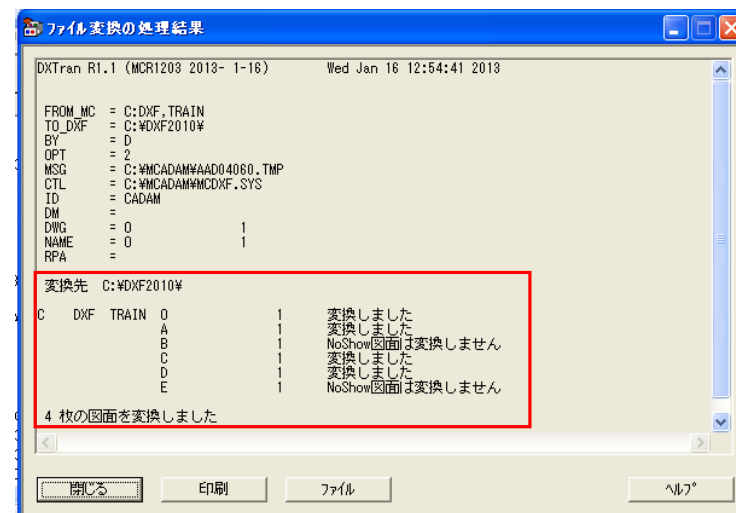 ファイル変換の処理結果
DXTran R1.1 (MCR1203 2013- 1-16) Wed Jan 16 12:54:41 2013
FROM_MC = C:DXF,TRAIN
TO_DXF = C:¥DXF2010¥
BY = D
OPT = 2
MSG = C:¥MCADAM¥AAD04060.TMP
CTL = C:¥MCADAM¥MCDXF.SYS
ID = CADAM
DM =
DWG = 0 1
NAME = 0 1
RPA =
変換先 C:¥DXF2010¥
C DXF TRAIN 0 1 変換しました
A 1 変換しました
B 1 NoShow図面は変換しません
C 1 変換しました
D 1 変換しました
E 1 NoShow図面は変換しません
4 枚の図面を変換しました
閉じる 印刷 ファイル ヘルプ